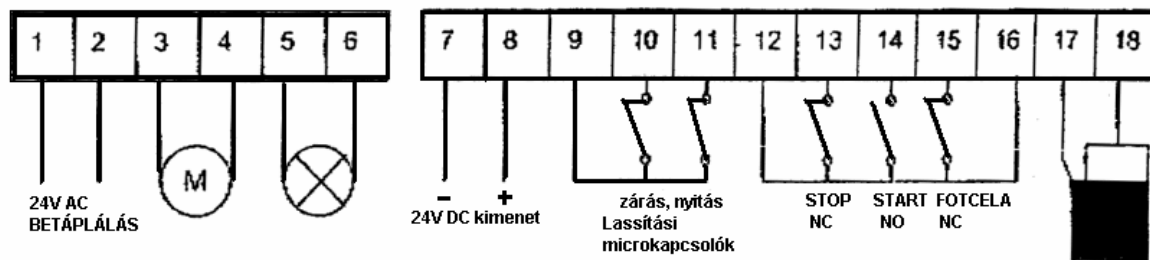 1 2 3 4 5 6 7 8 9 10 11 12 13 14 15 16 17 18
M
24V AC
BETÁPLÁLÁS
- +
24V DC kimenet
zárás, nyitás
Lassítási
microkapcsolók
STOP START FOTCELA
NC NO NC